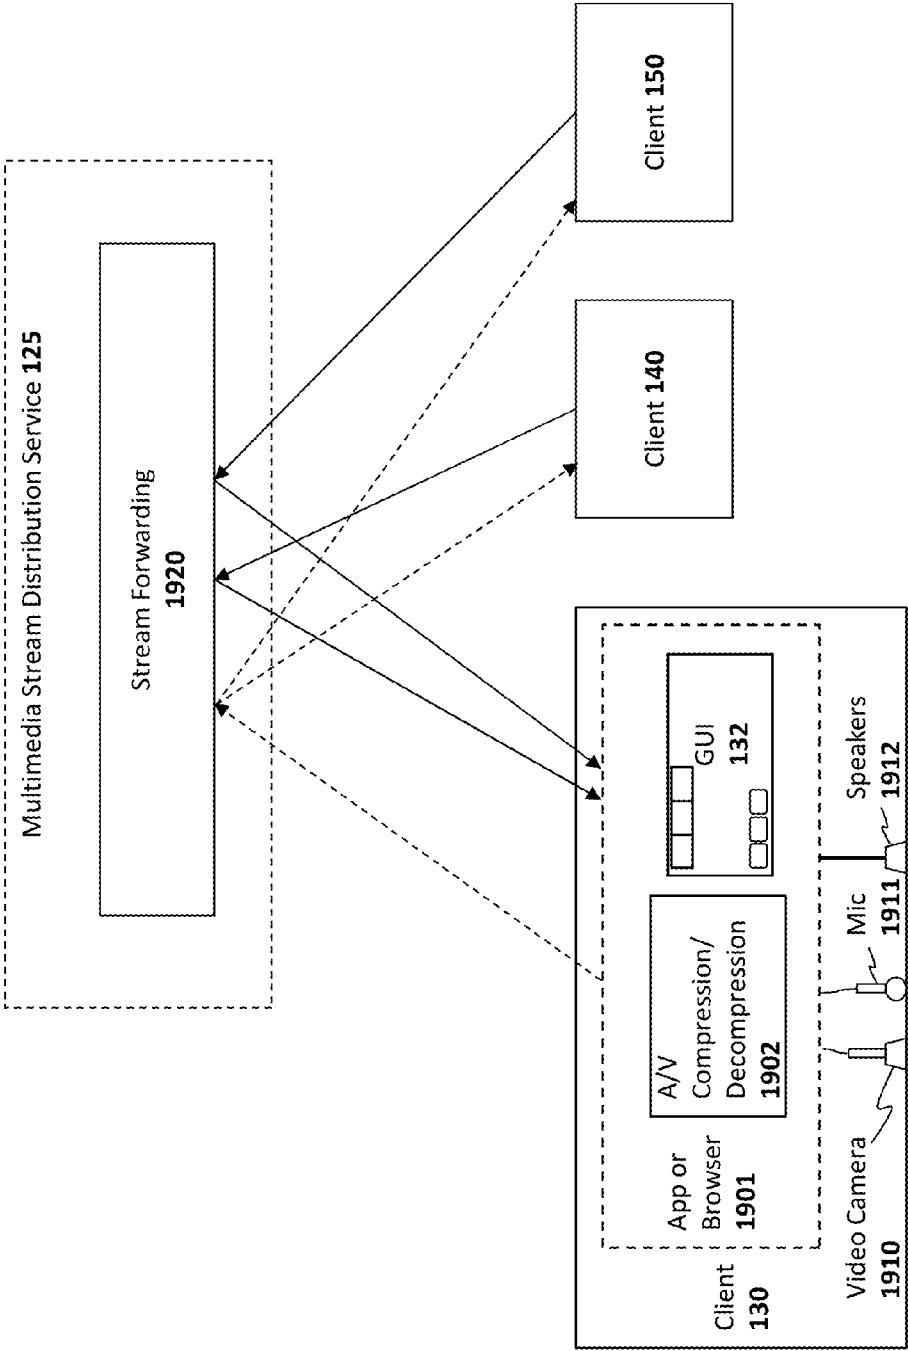 Multimedia Stream Distribution Service 125
Stream Forwarding
1920
Client 130
App or
Browser
1901
A/V
Compression/
Decompression
1902
GUI
132
Video Camera
1910
Mic
1911
Speakers
1912
Client 140
Client 150